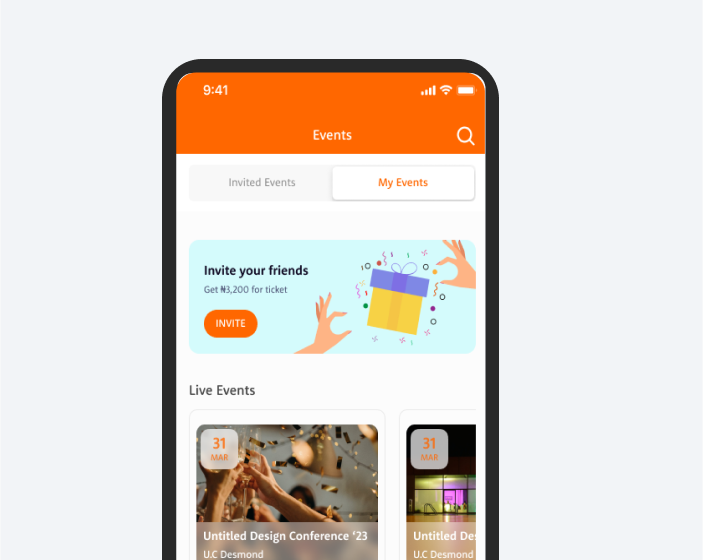 9:41
Events
Invited Events
My Events
Invite your friends
Get ₦3,200 for ticket
INVITE
Live Events
31
MAR
Untitled Design Conference '23
U.C Desmond
31
MAR
Untitled Des
U.C Desmond